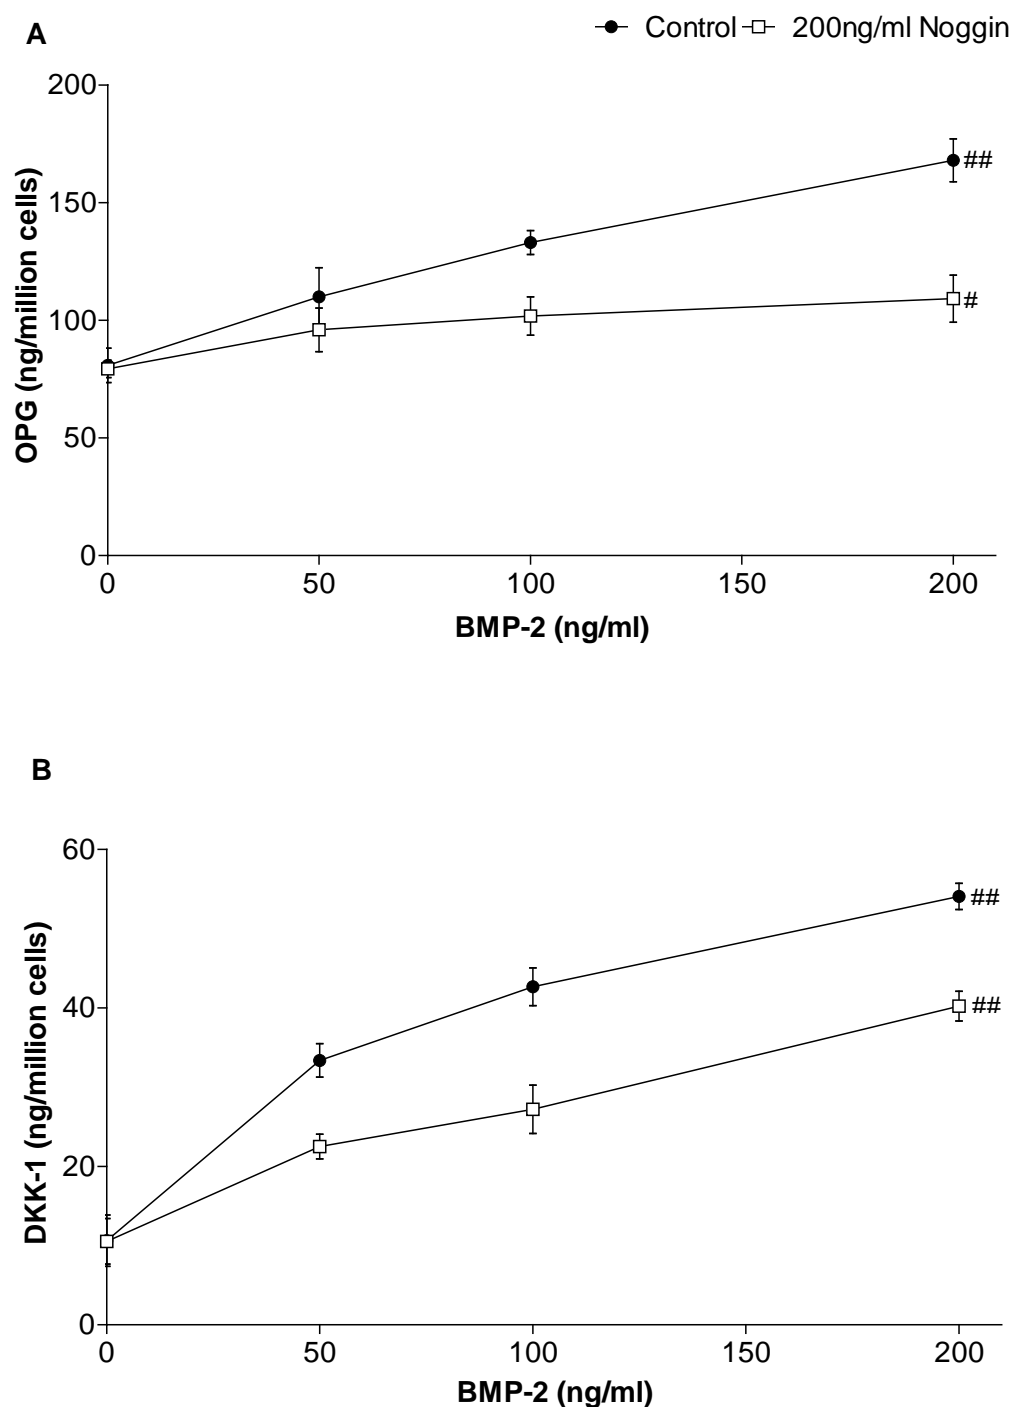 A
Control 200ng/ml Noggin
200
150
100
50
0
OPG (ng/million cells)
##
#
0 50 100 150 200
BMP-2 (ng/ml)
B
60
40
20
0
DKK-1 (ng/million cells)
##
##
0 50 100 150 200
BMP-2 (ng/ml)